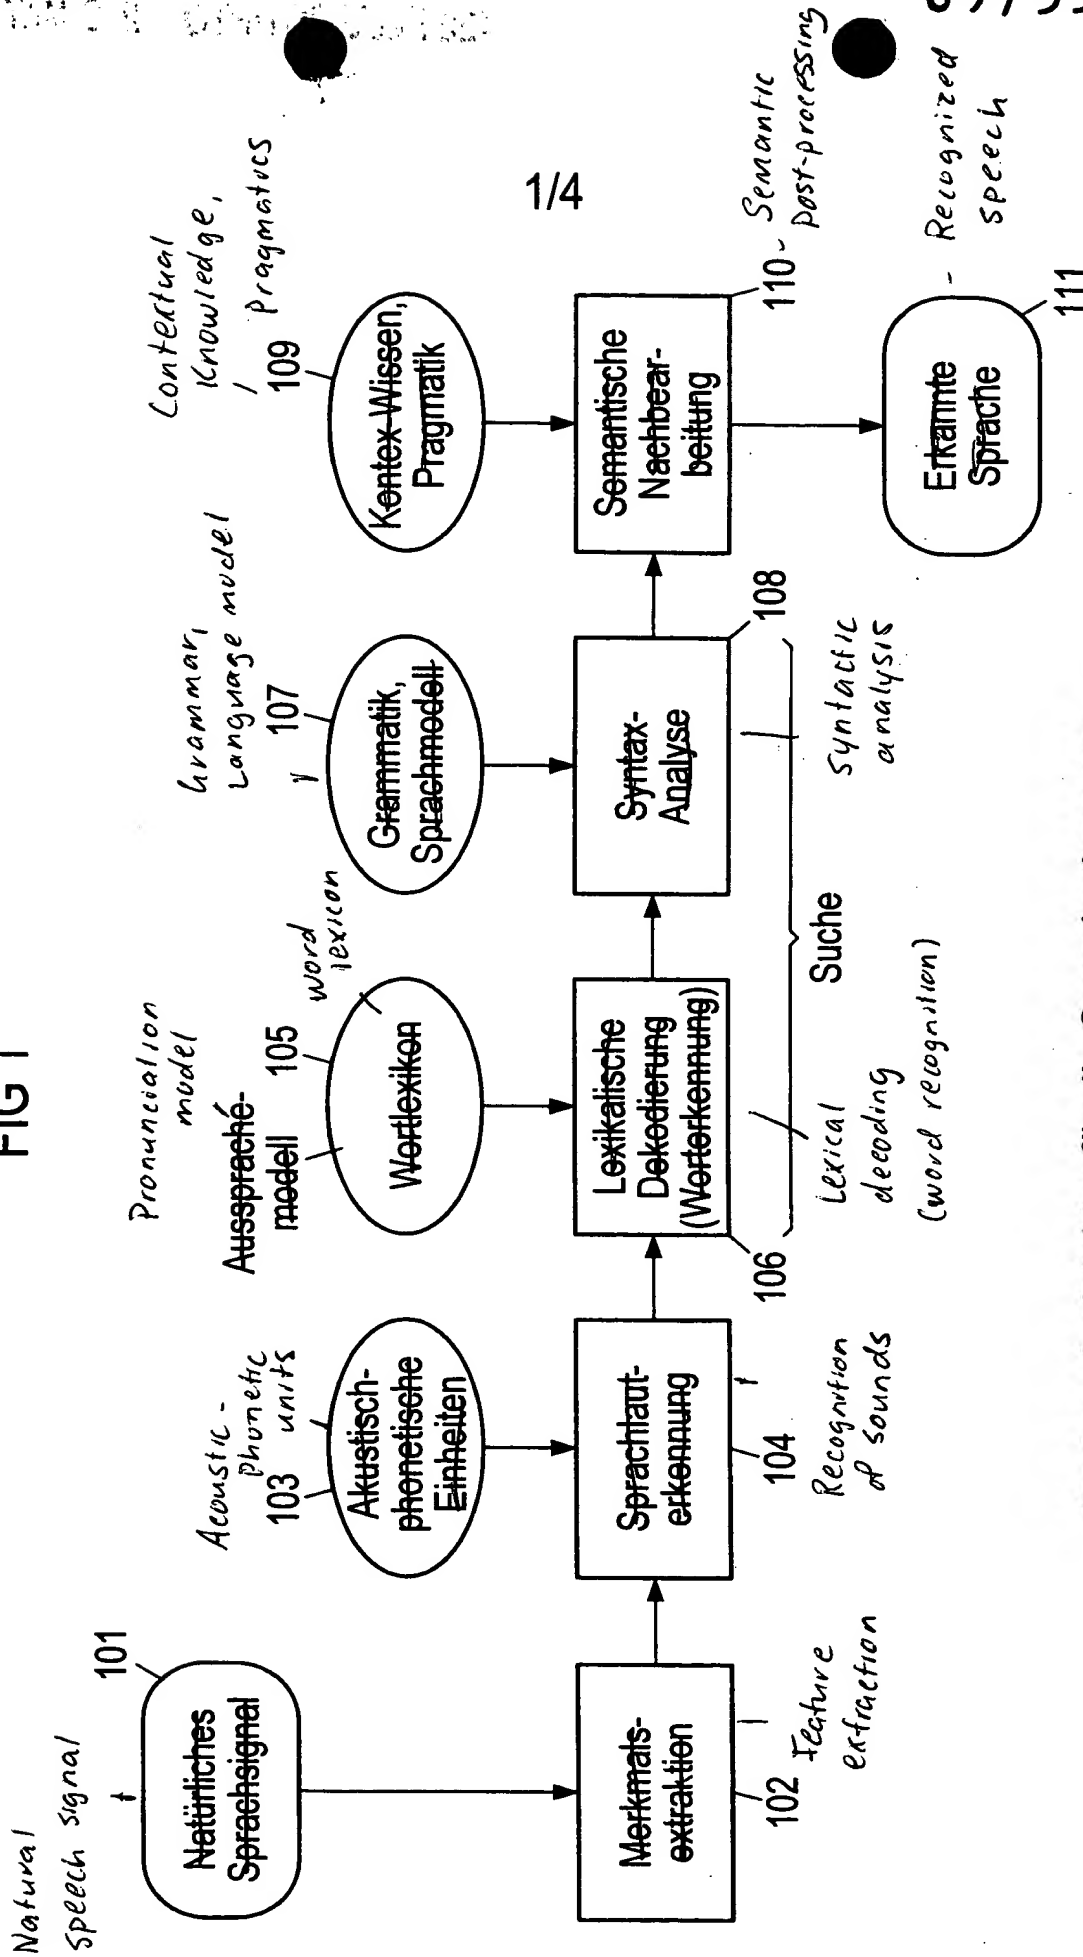 FIG 1
1/4
Natural
speech signal
101
Natürliches
Sprachsignal
Merkmals-
extraktion
102
Feature
extraction
Acoustic-
phonetic
units
103
Akustisch-
phonetische
Einheiten
Sprachlaut-
erkennung
104
Recognition
of sounds
Pronunciation
model
Aussprache-
modell
105
word
lexicon
Wortlexikon
Lexikalische
Dekodierung
(Worterkennung)
106
Lexical
decoding
(word recognition)
Suche
Grammar,
Language model
107
Grammatik,
Sprachmodell
Syntax-
Analyse
108
Syntactic
analysis
Contextual
Knowledge,
Pragmatics
109
Kontex-Wissen,
Pragmatik
Semantische
Nachbear-
beitung
110
Semantic
post-processing
Erkannte
Sprache
111
Recognized
speech